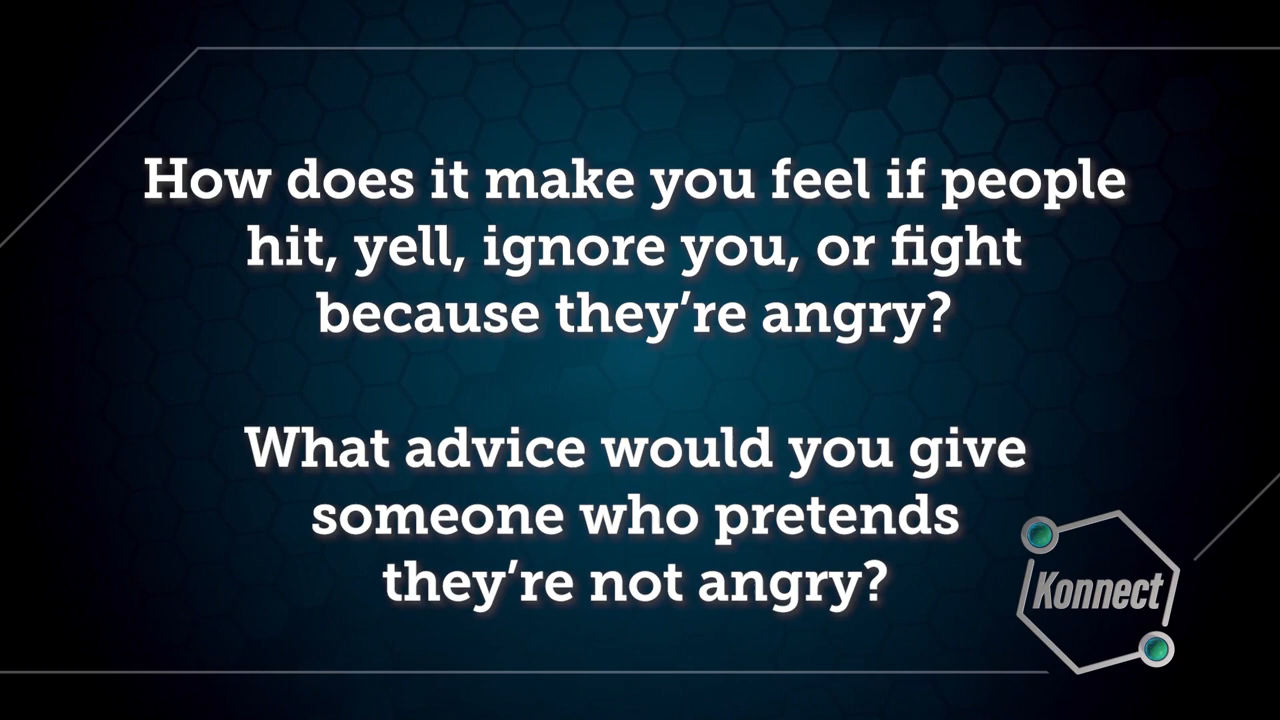 How does it make you feel if people
hit, yell, ignore you, or fight
because they’re angry?
What advice would you give
someone who pretends
they’re not angry?
Konnect